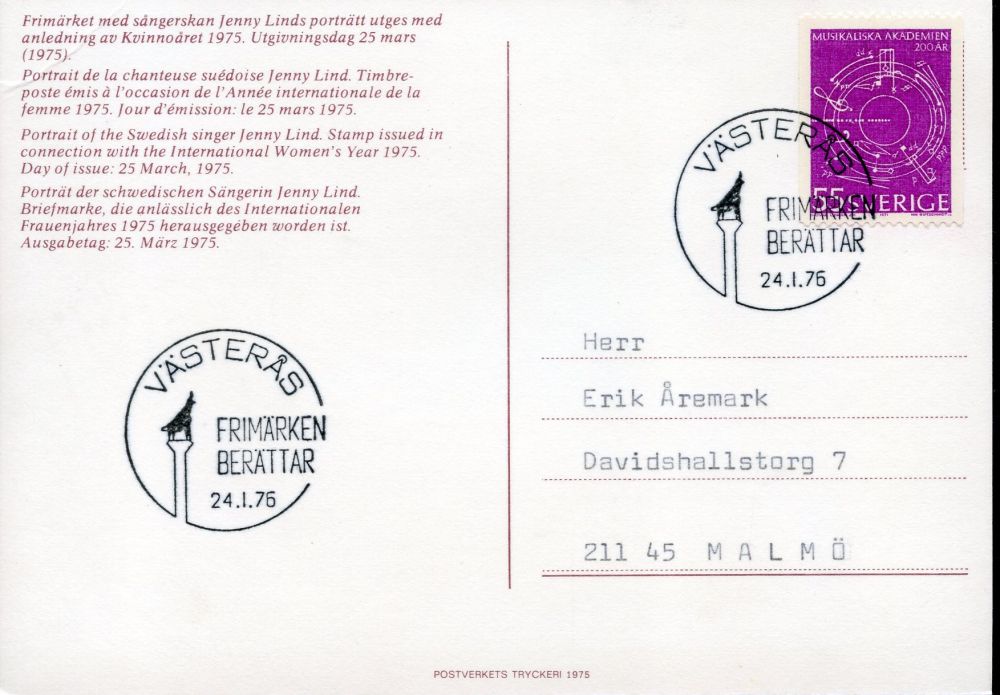 Frimärket med sångerskan Jenny Linds porträtt utges med
anledning av Kvinnoåret 1975. Utgivningsdag 25 mars
(1975).
Portrait de la chanteuse suédoise Jenny Lind. Timbre-
poste émis à l'occasion de l'Année internationale de la
femme 1975. Jour d'émission: le 25 mars 1975.
Portrait of the Swedish singer Jenny Lind. Stamp issued in
connection with the International Women's Year 1975.
Day of issue: 25 March, 1975.
Porträt der schwedischen Sängerin Jenny Lind.
Briefmarke, die anlässlich des Internationalen
Frauenjahres 1975 herausgegeben worden ist.
Ausgabetag: 25. März 1975.
MUSIKALISKA AKADEMIEN
200 ÅR
55 SVERIGE
VÄSTERÅS
FRIMÄRKEN
BERÄTTAR
24.1.76
VÄSTERÅS
FRIMÄRKEN
BERÄTTAR
24.1.76
Herr
Erik Åremark
Davidshallstorg 7
211 45 M A L M Ö
POSTVERKETS TRYCKERI 1975